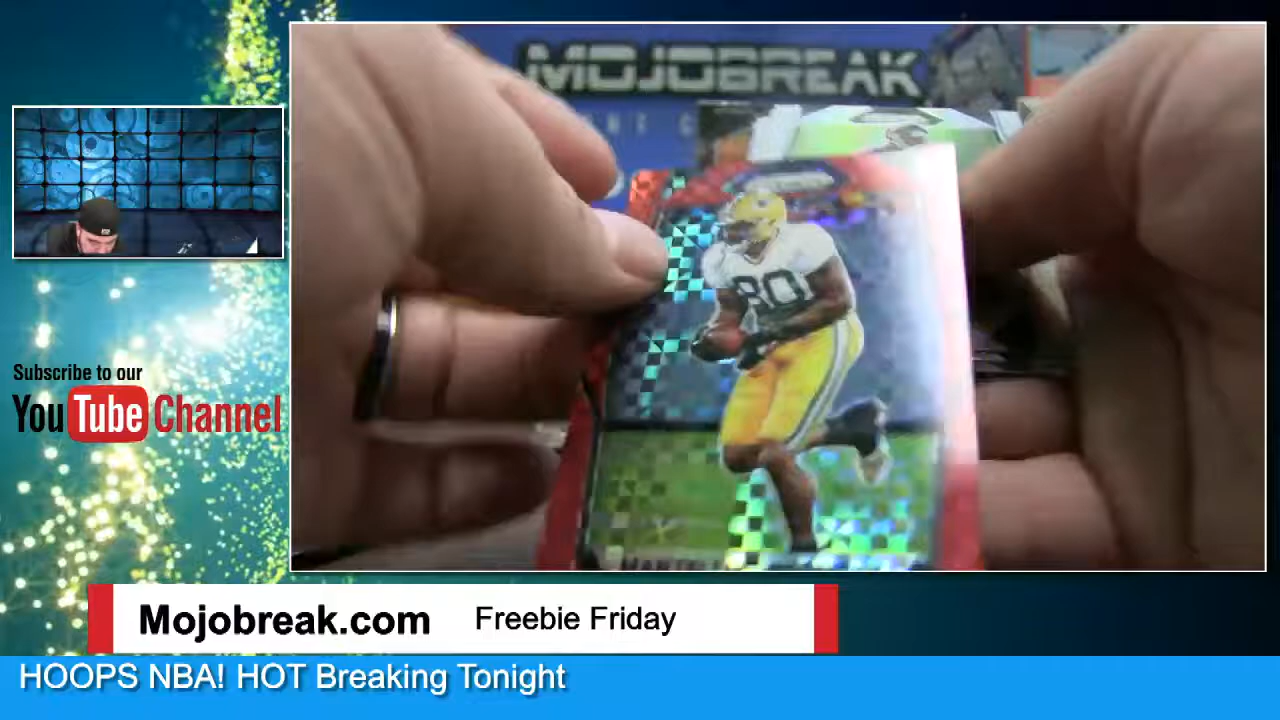 MOJOBREAK
80
Subscribe to our
YouTube Channel
Mojobreak.com
Freebie Friday
HOOPS NBA! HOT Breaking Tonight